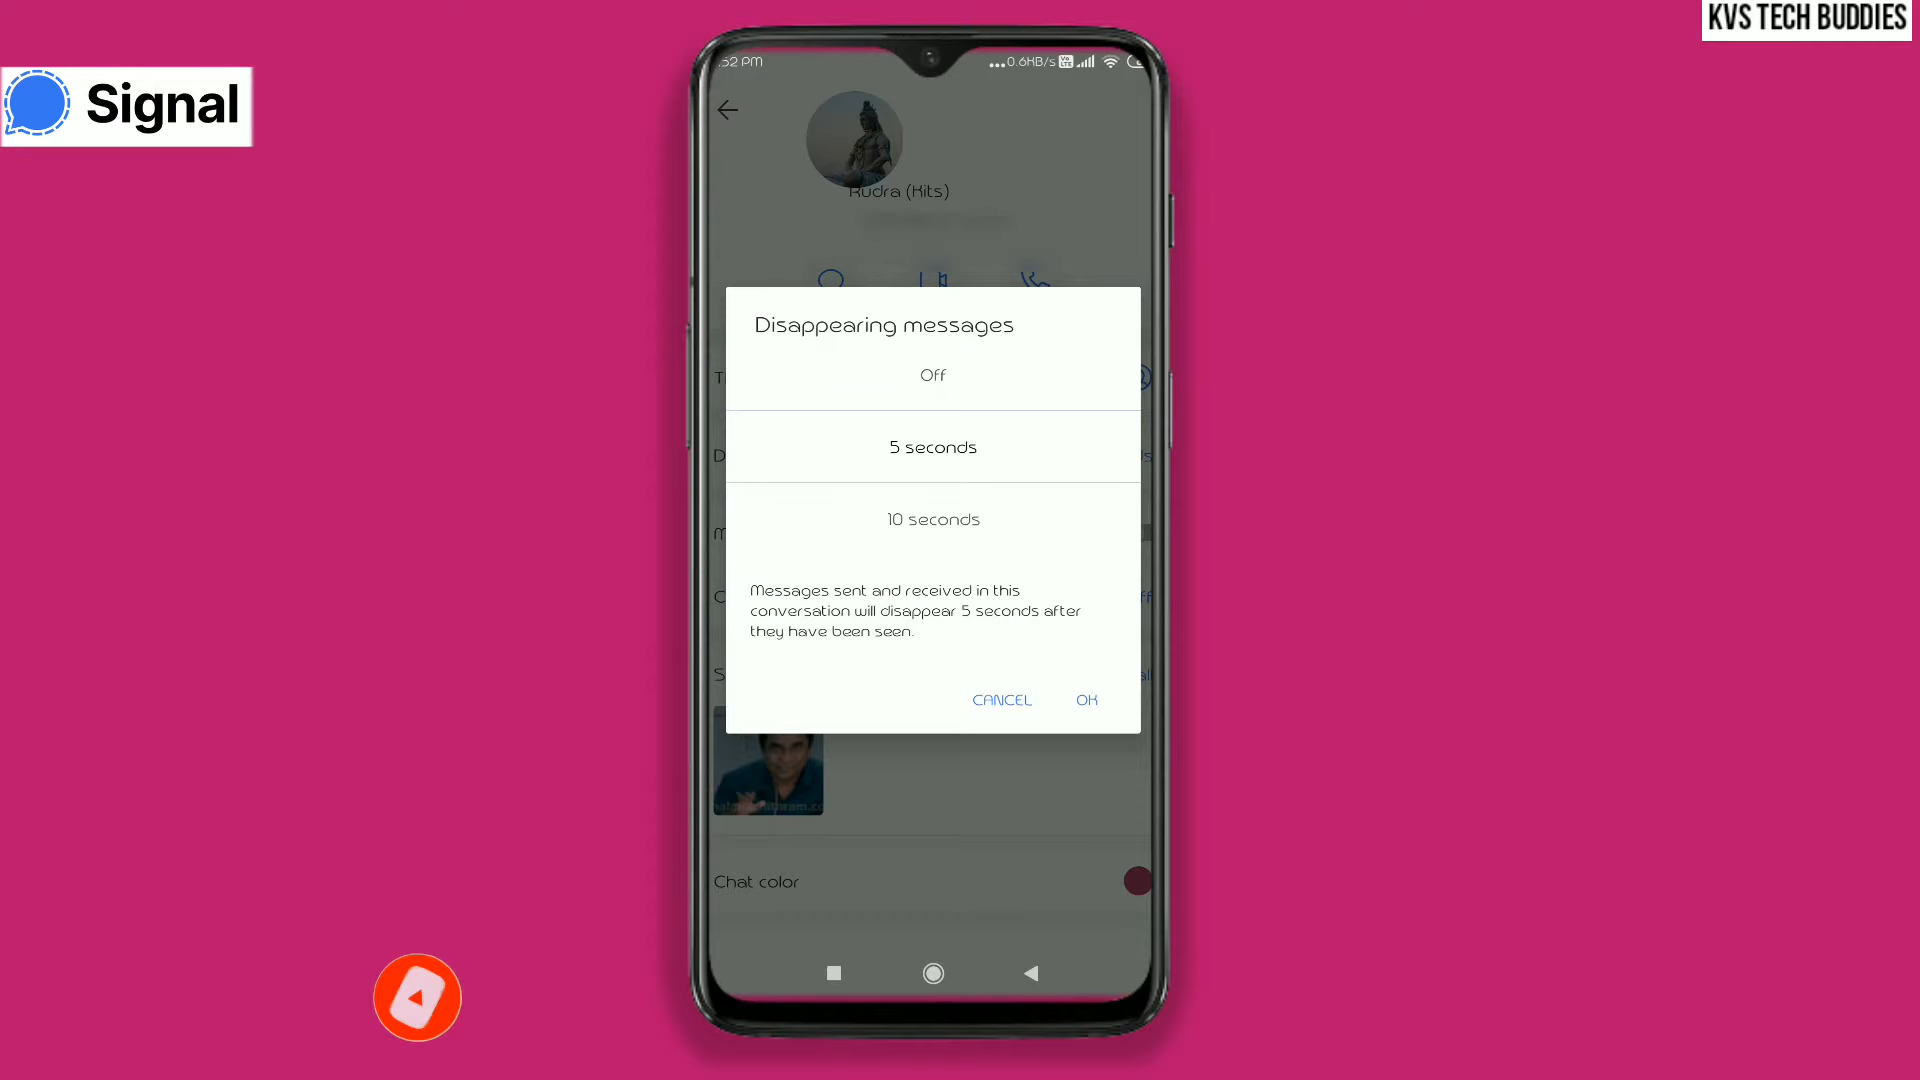 KVS TECH BUDDIES
Signal
:52 PM
...0.6KB/s
Rudra (Kits)
Disappearing messages
Off
5 seconds
10 seconds
Messages sent and received in this
conversation will disappear 5 seconds after
they have been seen.
CANCEL OK
Chat color